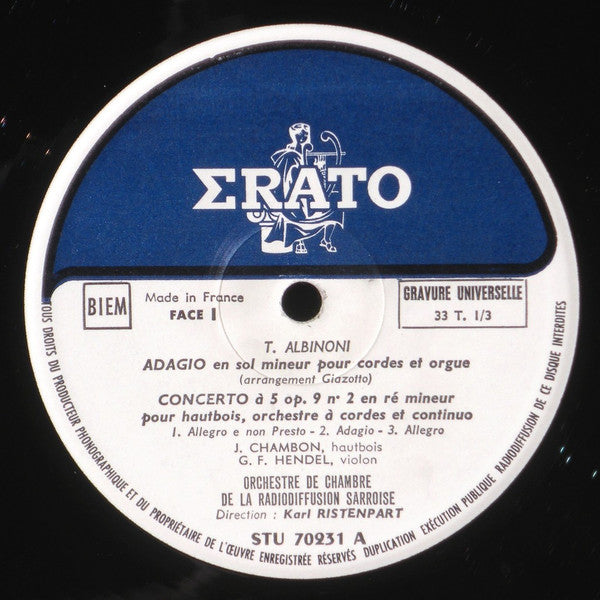 ΣRATO
BIEM
Made in France
FACE 1
GRAVURE UNIVERSELLE
33 T. 1/3
T. ALBINONI
ADAGIO en sol mineur pour cordes et orgue
(arrangement Giazotto)
CONCERTO à 5 op. 9 n° 2 en ré mineur
pour hautbois, orchestre à cordes et continuo
1. Allegro e non Presto - 2. Adagio - 3. Allegro
J. CHAMBON, hautbois
G. F. HENDEL, violon
ORCHESTRE DE CHAMBRE
DE LA RADIODIFFUSION SARROISE
Direction : Karl RISTENPART
STU 70231 A
TOUS DROITS DU PRODUCTEUR PHONOGRAPHIQUE ET DU PROPRIÉTAIRE DE L'ŒUVRE ENREGISTRÉE RÉSERVÉS DUPLICATION EXÉCUTION PUBLIQUE RADIODIFFUSION DE CE DISQUE INTERDITES